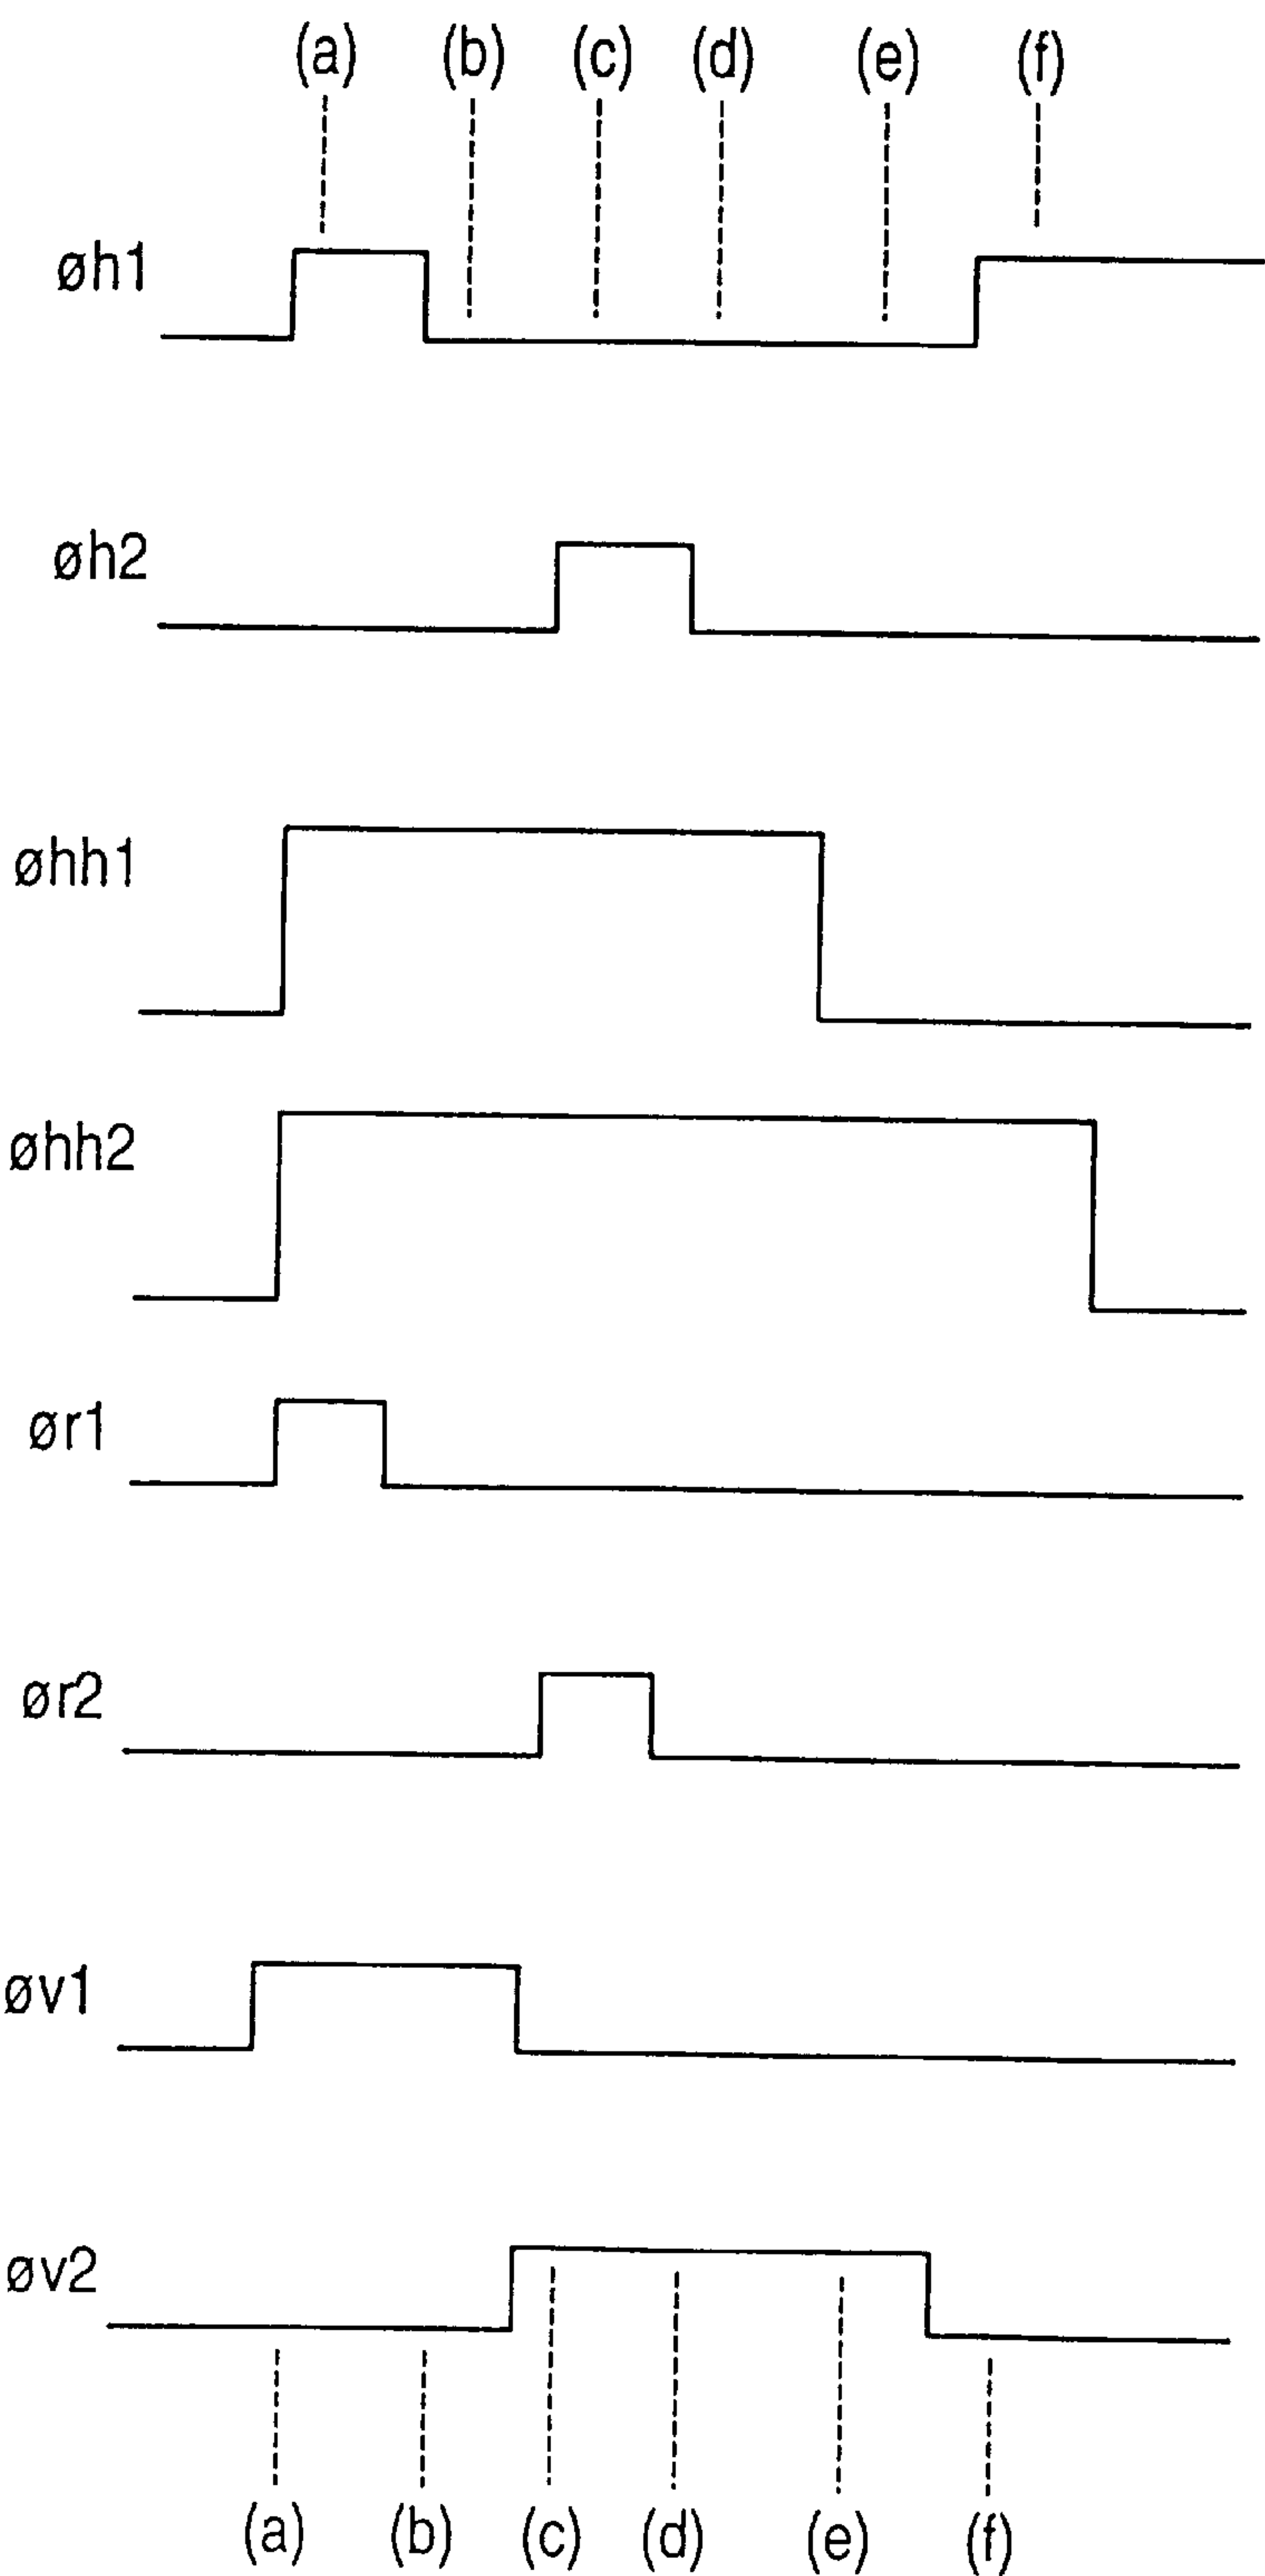 (a) (b) (c) (d) (e) (f)
øh1
øh2
øhh1
øhh2
ør1
ør2
øv1
øv2
(a) (b) (c) (d) (e) (f)